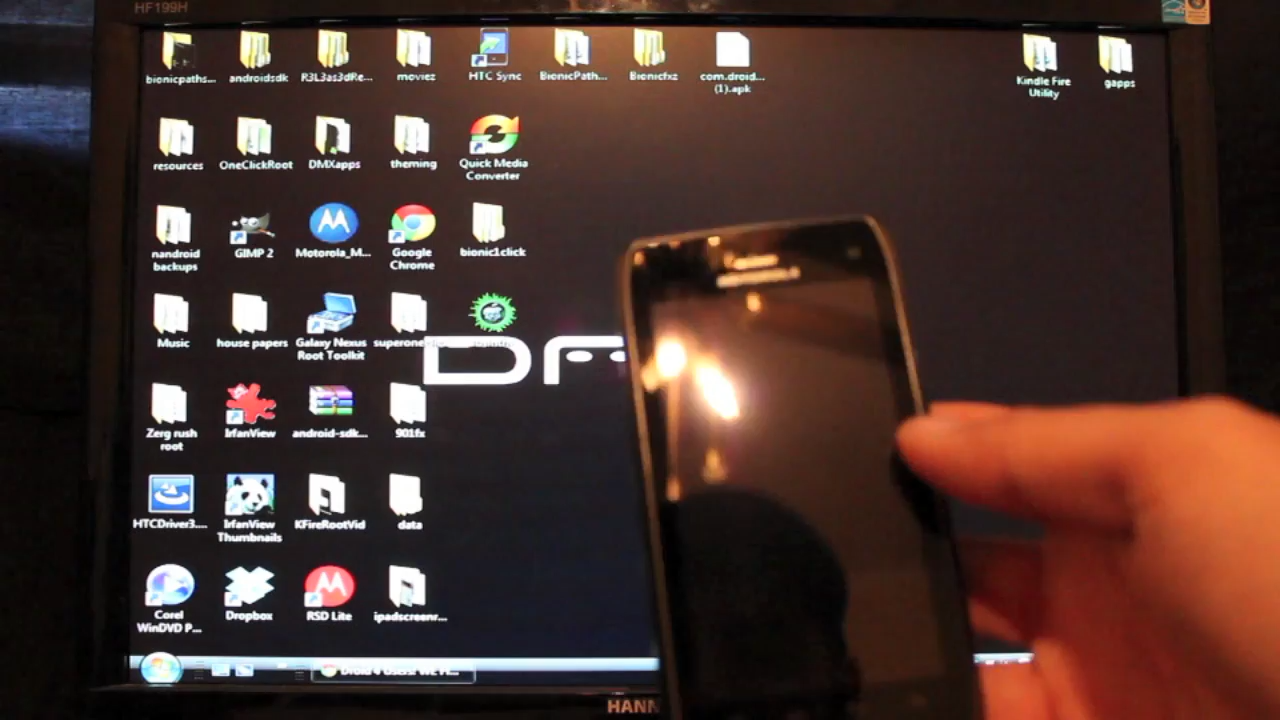 HF199H
bionicpaths...
androidsdk
R3L3as3dRe...
moviez
HTC Sync
BionicPath...
Bionicfxz
com.droid...
(1).apk
Kindle Fire
Utility
gapps
resources
OneClickRoot
DMXapps
theming
Quick Media
Converter
nandroid
backups
GIMP 2
Motorola_M...
Google
Chrome
bionic1click
Music
house papers
Galaxy Nexus
Root Toolkit
Zerg rush
root
IrfanView
android-sdk...
901fx
HTCDriver3....
IrfanView
Thumbnails
KFireRootVid
data
Corel
WinDVD P...
Dropbox
RSD Lite
ipadscreenr...
HANN